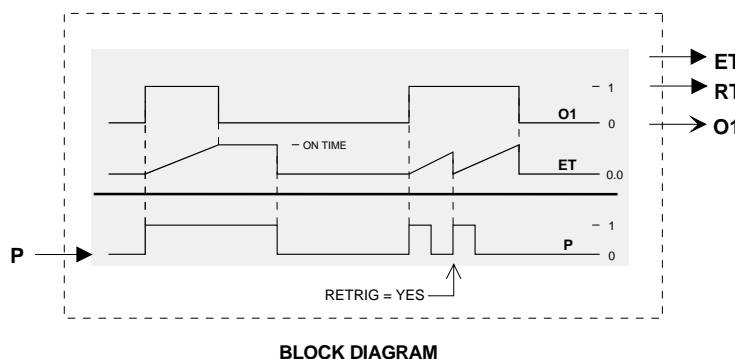 ET
1
RT
O1
0
O1
ON TIME
ET
0.0
1
P
P
0
RETRIG = YES
BLOCK DIAGRAM